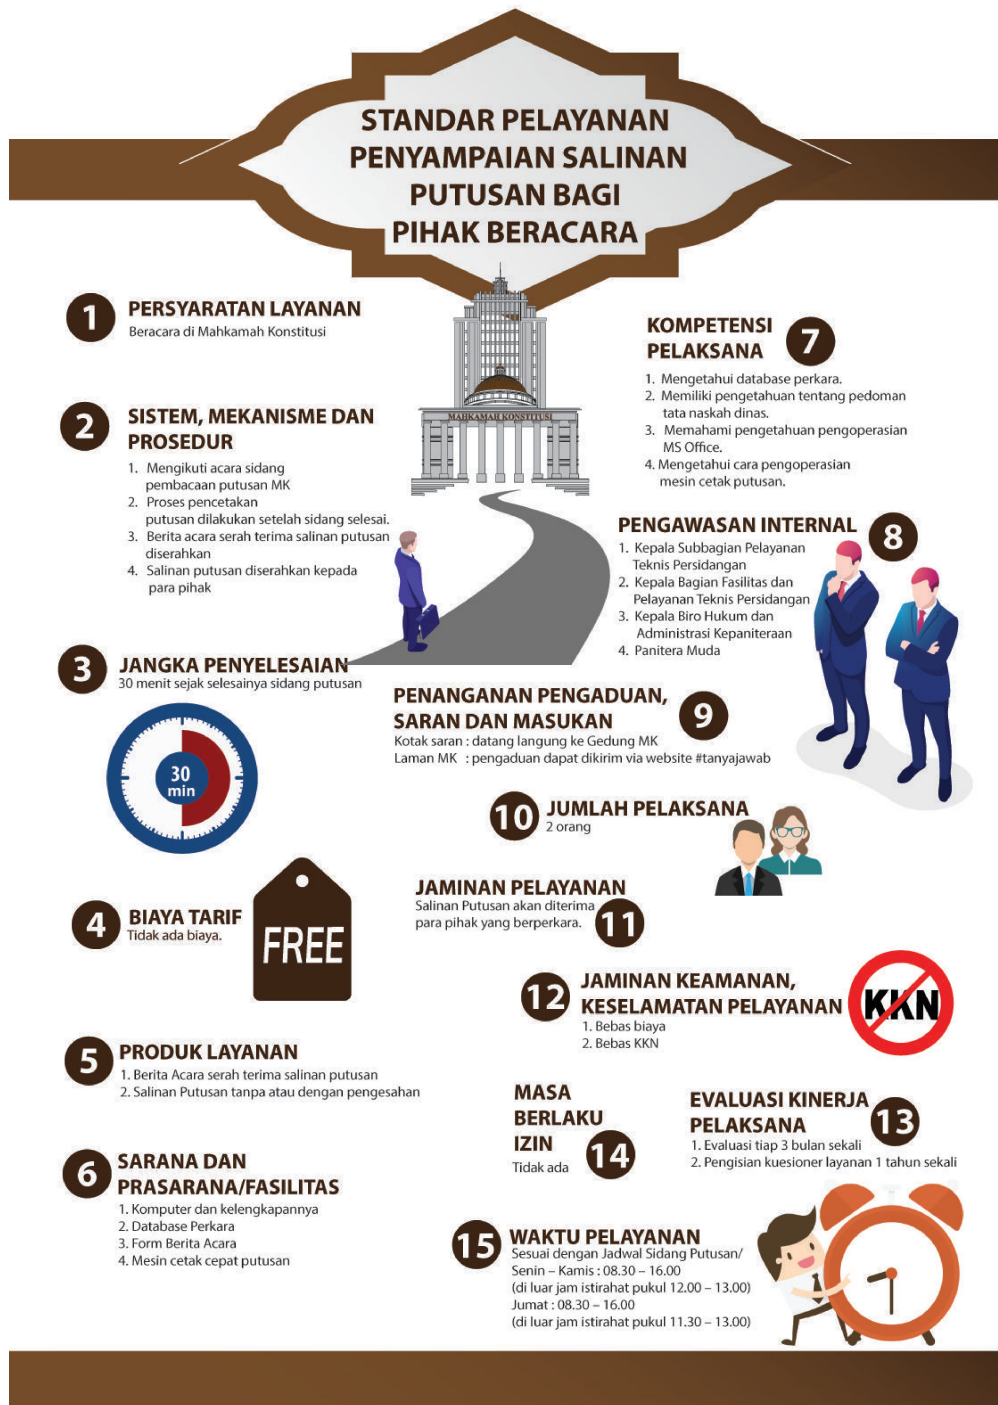 STANDAR PELAYANAN
PENYAMPAIAN SALINAN
PUTUSAN BAGI
PIHAK BERACARA
MAHKAMAH KONSTITUSI
1
PERSYARATAN LAYANAN
Beracara di Mahkamah Konstitusi
2
SISTEM, MEKANISME DAN
PROSEDUR
1. Mengikuti acara sidang
pembacaan putusan MK
2. Proses pencetakan
putusan dilakukan setelah sidang selesai.
3. Berita acara serah terima salinan putusan
diserahkan
4. Salinan putusan diserahkan kepada
para pihak
3
JANGKA PENYELESAIAN
30 menit sejak selesainya sidang putusan
30
min
4
BIAYA TARIF
Tidak ada biaya.
FREE
5
PRODUK LAYANAN
1. Berita Acara serah terima salinan putusan
2. Salinan Putusan tanpa atau dengan pengesahan
6
SARANA DAN
PRASARANA/FASILITAS
1. Komputer dan kelengkapannya
2. Database Perkara
3. Form Berita Acara
4. Mesin cetak cepat putusan
KOMPETENSI
PELAKSANA
7
1. Mengetahui database perkara.
2. Memiliki pengetahuan tentang pedoman
tata naskah dinas.
3. Memahami pengetahuan pengoperasian
MS Office.
4. Mengetahui cara pengoperasian
mesin cetak putusan.
PENGAWASAN INTERNAL
8
1. Kepala Subbagian Pelayanan
Teknis Persidangan
2. Kepala Bagian Fasilitas dan
Pelayanan Teknis Persidangan
3. Kepala Biro Hukum dan
Administrasi Kepaniteraan
4. Panitera Muda
PENANGANAN PENGADUAN,
SARAN DAN MASUKAN
9
Kotak saran : datang langung ke Gedung MK
Laman MK : pengaduan dapat dikirim via website #tanyajawab
10
JUMLAH PELAKSANA
2 orang
JAMINAN PELAYANAN
Salinan Putusan akan diterima
para pihak yang berperkara.
11
12
JAMINAN KEAMANAN,
KESELAMATAN PELAYANAN
1. Bebas biaya
2. Bebas KKN
KKN
EVALUASI KINERJA
PELAKSANA
13
1. Evaluasi tiap 3 bulan sekali
2. Pengisian kuesioner layanan 1 tahun sekali
MASA
BERLAKU
IZIN
14
Tidak ada
15
WAKTU PELAYANAN
Sesuai dengan Jadwal Sidang Putusan/
Senin – Kamis : 08.30 – 16.00
(di luar jam istirahat pukul 12.00 – 13.00)
Jumat : 08.30 – 16.00
(di luar jam istirahat pukul 11.30 – 13.00)